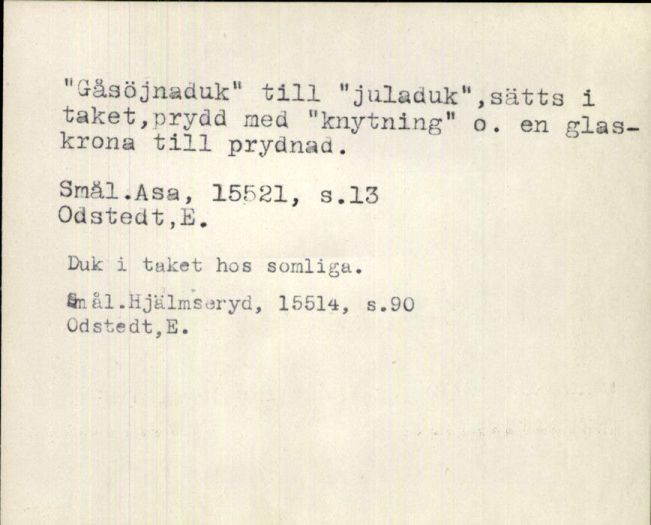 "Gåsöjnaduk" till "juladuk",sätts i
taket,prydd med "knytning" o. en glas-
krona till prydnad.
Smål.Asa, 15521, s.13
Odstedt,E.
Duk i taket hos somliga.
Smål.Hjälmseryd, 15514, s.90
Odstedt,E.